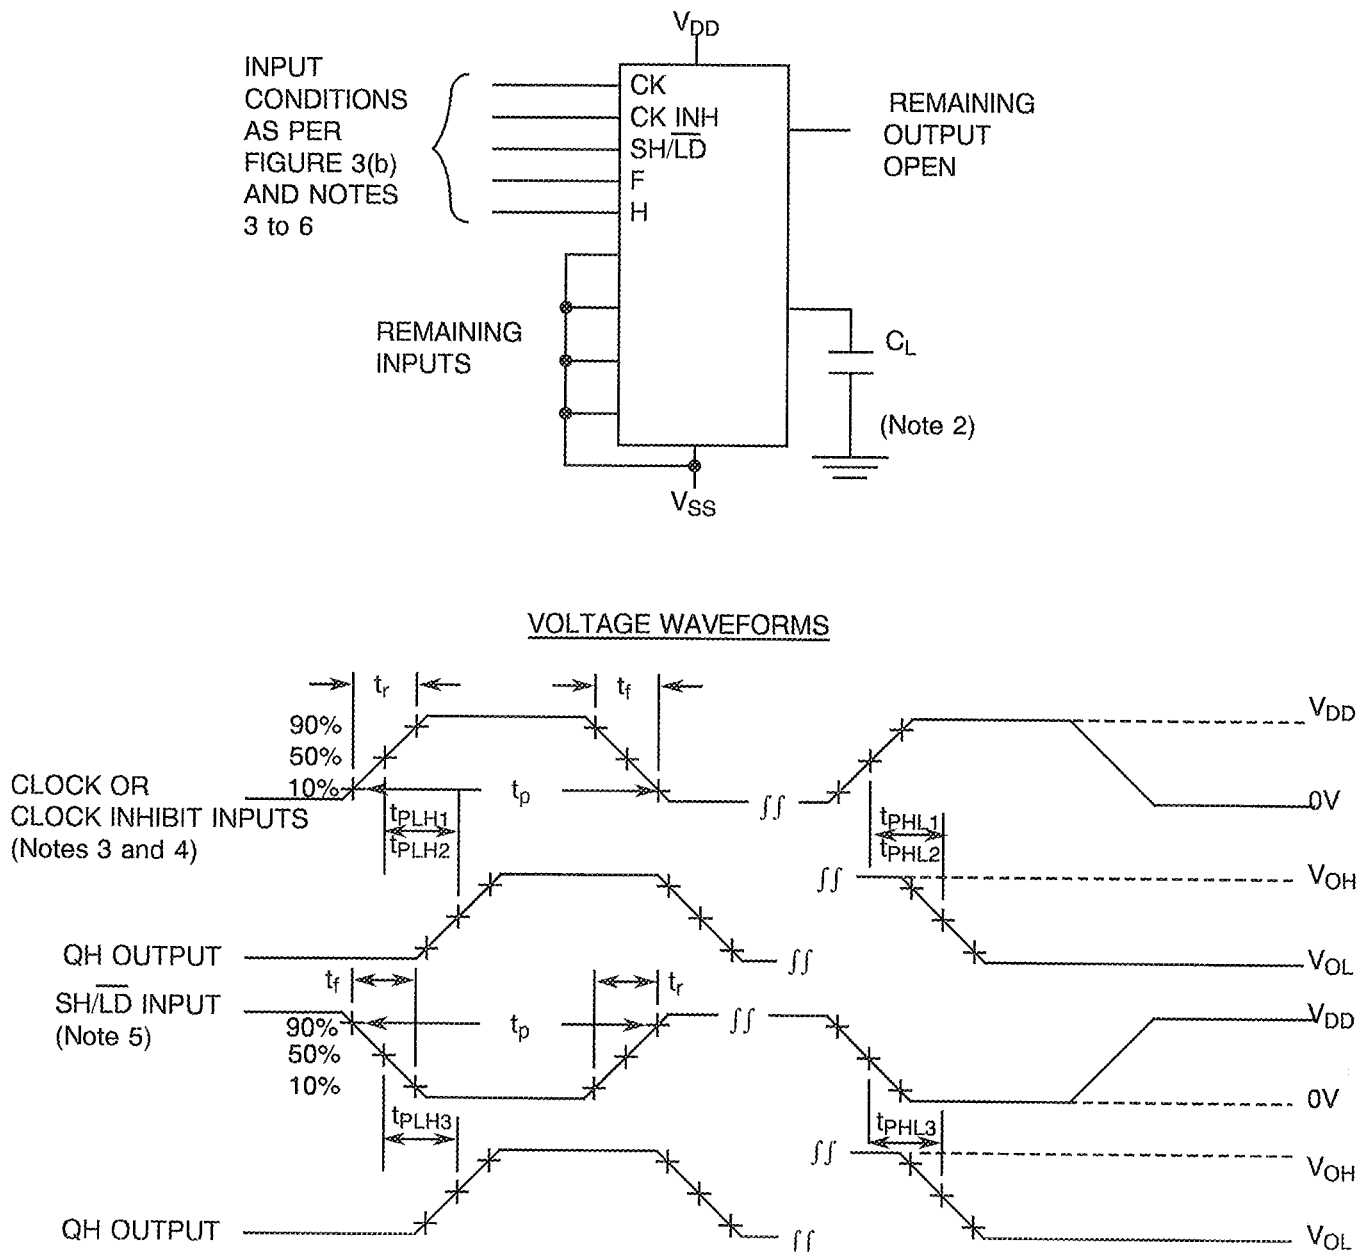 VDD
INPUT
CONDITIONS
AS PER
FIGURE 3(b)
AND NOTES
3 to 6
CK
CK INH
SH/L̅D̅
F
H
REMAINING
OUTPUT
OPEN
REMAINING
INPUTS
CL
(Note 2)
VSS
VOLTAGE WAVEFORMS
tr
tf
90%
50%
10%
tp
VDD
0V
CLOCK OR
CLOCK INHIBIT INPUTS
(Notes 3 and 4)
tPLH1
tPLH2
tPHL1
tPHL2
∫∫
∫∫
VOH
QH OUTPUT
∫∫
VOL
tf
tr
SH/L̅D̅ INPUT
(Note 5)
90%
50%
10%
tp
∫∫
VDD
0V
tPLH3
tPHL3
∫∫
VOH
QH OUTPUT
∫∫
VOL